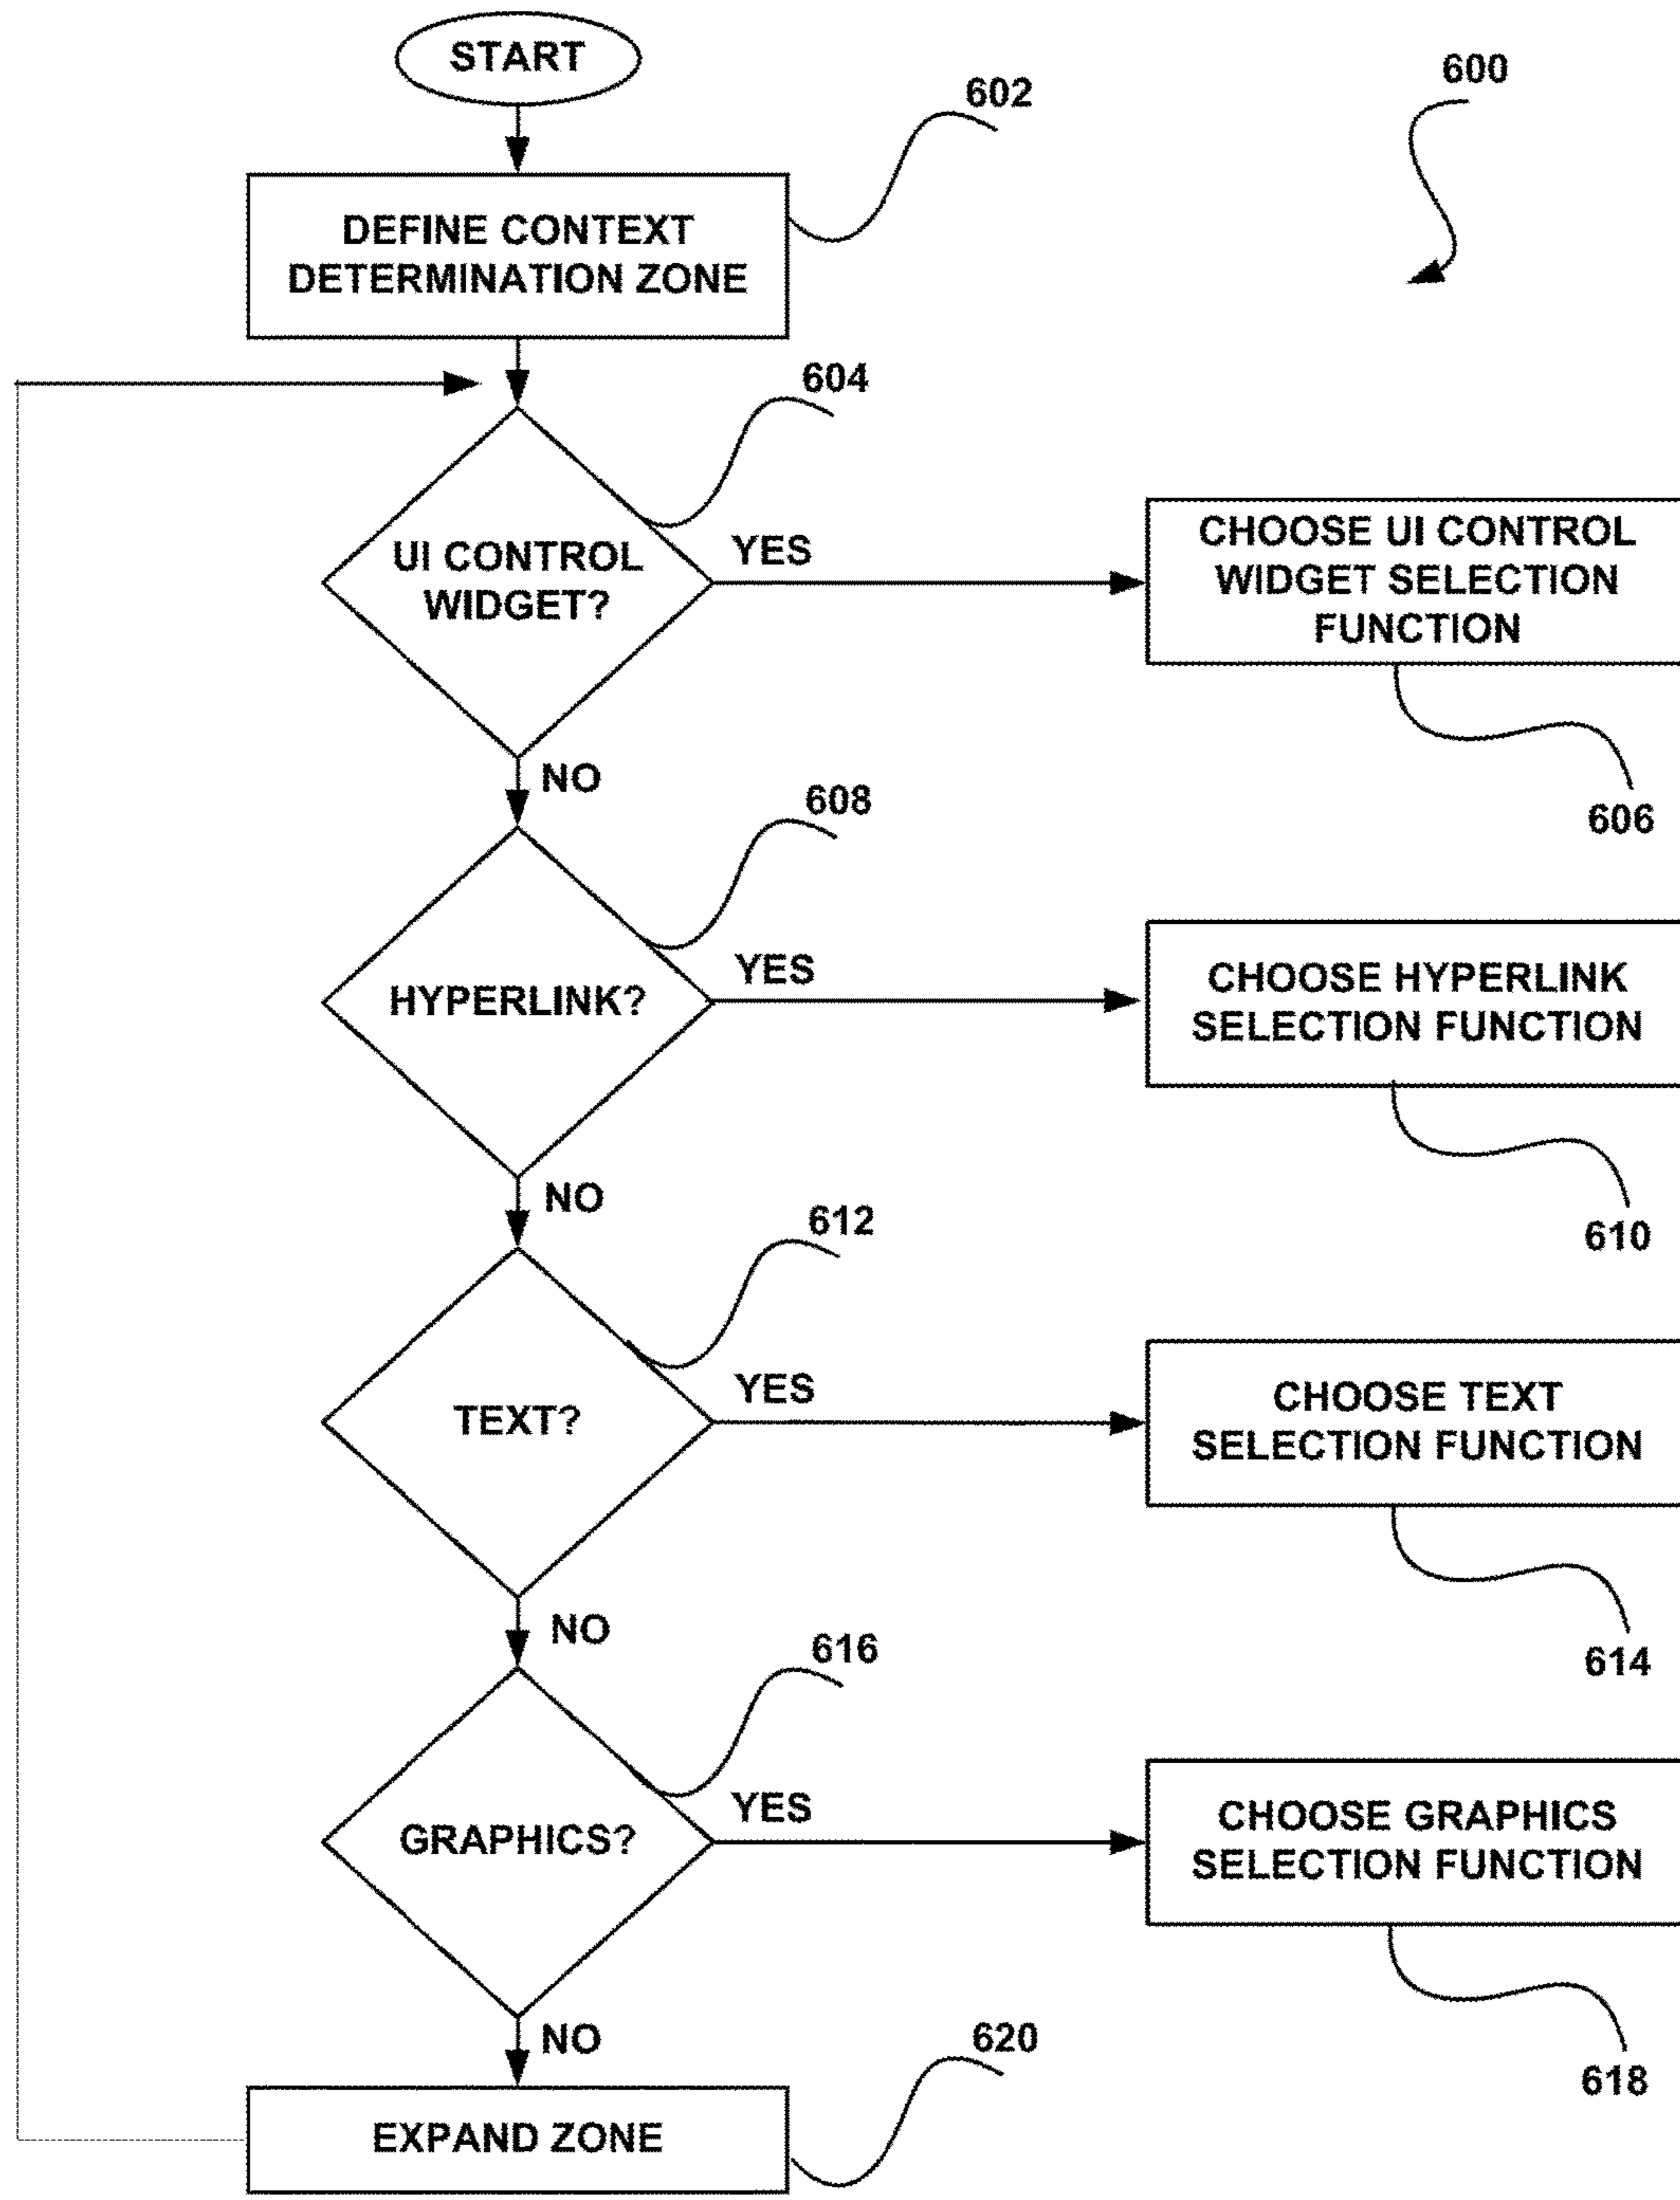 START
600
602
DEFINE CONTEXT
DETERMINATION ZONE
604
UI CONTROL
WIDGET?
YES
CHOOSE UI CONTROL
WIDGET SELECTION
FUNCTION
606
NO
608
HYPERLINK?
YES
CHOOSE HYPERLINK
SELECTION FUNCTION
610
NO
612
TEXT?
YES
CHOOSE TEXT
SELECTION FUNCTION
614
NO
616
GRAPHICS?
YES
CHOOSE GRAPHICS
SELECTION FUNCTION
618
NO
620
EXPAND ZONE